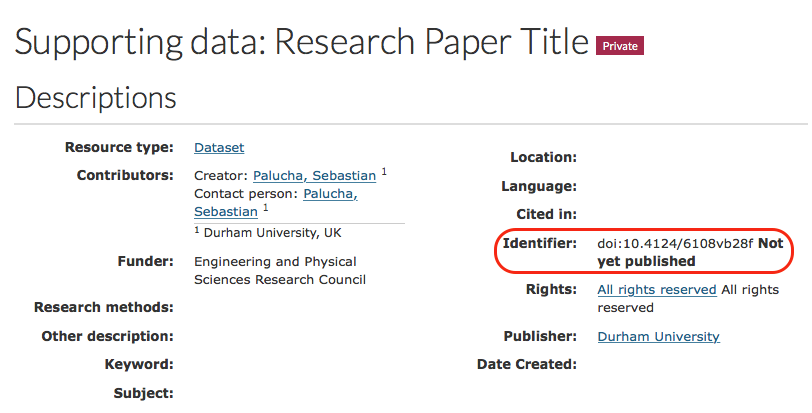 Supporting data: Research Paper Title Private
Descriptions
Resource type: Dataset
Contributors: Creator: Palucha, Sebastian 1
Contact person: Palucha,
Sebastian 1
1 Durham University, UK
Funder: Engineering and Physical
Sciences Research Council
Research methods:
Other description:
Keyword:
Subject:
Location:
Language:
Cited in:
Identifier: doi:10.4124/6108vb28f Not
yet published
Rights: All rights reserved All rights
reserved
Publisher: Durham University
Date Created: